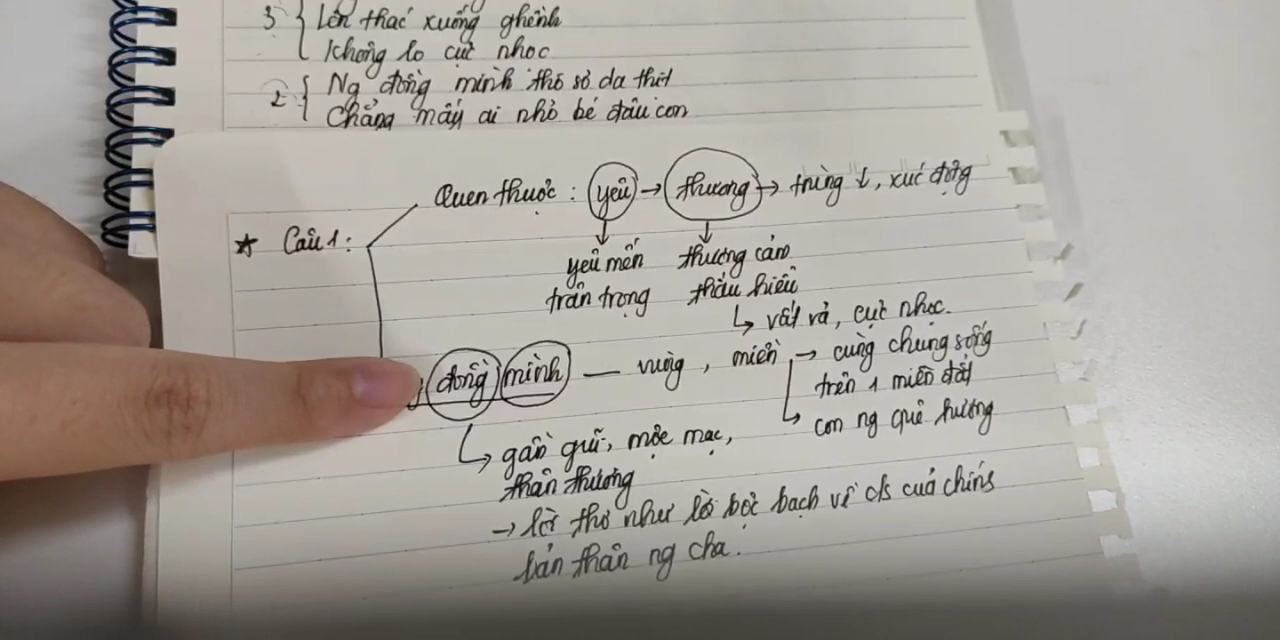 3 { Lên thác xuống ghềnh
Không lo cực nhọc
2 { Ng đồng minh thô sơ da thịt
Chẳng mấy ai nhỏ bé đâu con
Quen thuộc : yêu → thương → trùng ↓, xúc động
* Câu 1 :
yêu mến thương cảm
trân trọng thấu hiểu
↳ vất vả, cực nhọc.
đồng mình — vùng, miền → cùng chung sống
trên 1 miền đất
↳ con ng quê hương
↳ gần gũi, mộc mạc,
thân thương
→ lời thơ như lời bộc bạch về c/s của chính
bản thân ng cha.